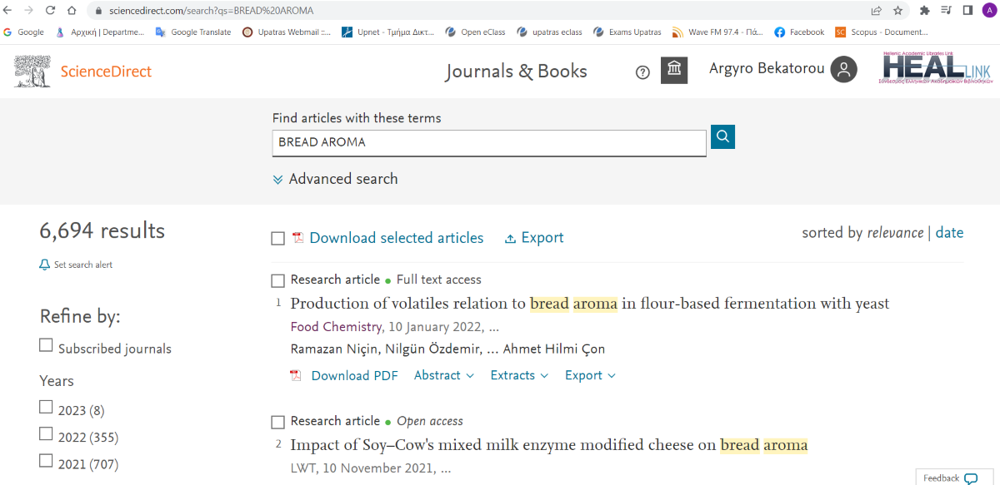 sciencedirect.com/search?qs=BREAD%20AROMA
A
Google
Αρχική | Departme...
Google Translate
Upatras Webmail ::...
Upnet - Τμήμα Δικτ...
Open eClass
upatras eclass
Exams Upatras
Wave FM 97.4 - Πά...
Facebook
SC Scopus - Document...
ScienceDirect
Journals & Books
?
Argyro Bekatorou
Hellenic Academic Libraries Link
HEAL LINK
Σύνδεσμος Ελληνικών Ακαδημαϊκών Βιβλιοθηκών
Find articles with these terms
BREAD AROMA
Advanced search
6,694 results
Set search alert
Refine by:
Subscribed journals
Years
2023 (8)
2022 (355)
2021 (707)
Download selected articles
Export
sorted by relevance | date
Research article • Full text access
1 Production of volatiles relation to bread aroma in flour-based fermentation with yeast
Food Chemistry, 10 January 2022, ...
Ramazan Niçin, Nilgün Özdemir, ... Ahmet Hilmi Çon
Download PDF Abstract Extracts Export
Research article • Open access
2 Impact of Soy–Cow's mixed milk enzyme modified cheese on bread aroma
LWT, 10 November 2021, ...
Feedback